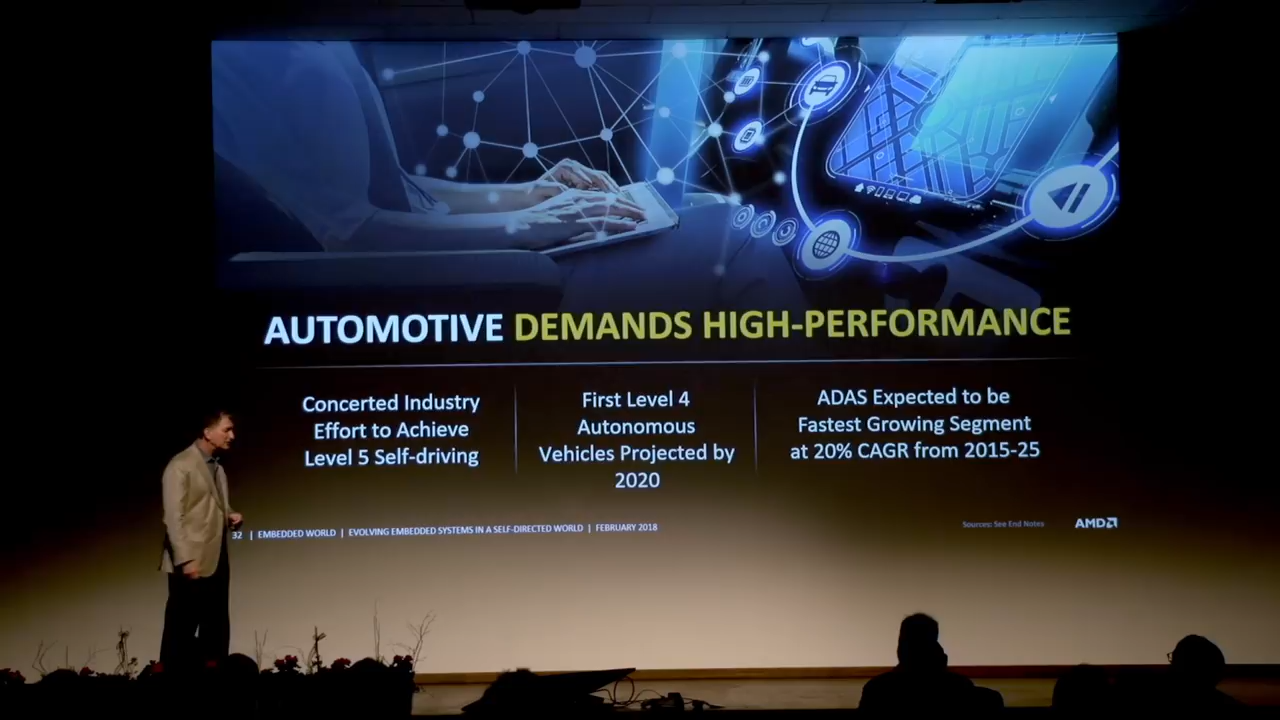 AUTOMOTIVE DEMANDS HIGH-PERFORMANCE
Concerted Industry
Effort to Achieve
Level 5 Self-driving
First Level 4
Autonomous
Vehicles Projected by
2020
ADAS Expected to be
Fastest Growing Segment
at 20% CAGR from 2015-25
32 | EMBEDDED WORLD | EVOLVING EMBEDDED SYSTEMS IN A SELF-DIRECTED WORLD | FEBRUARY 2018
Sources: See End Notes
AMD